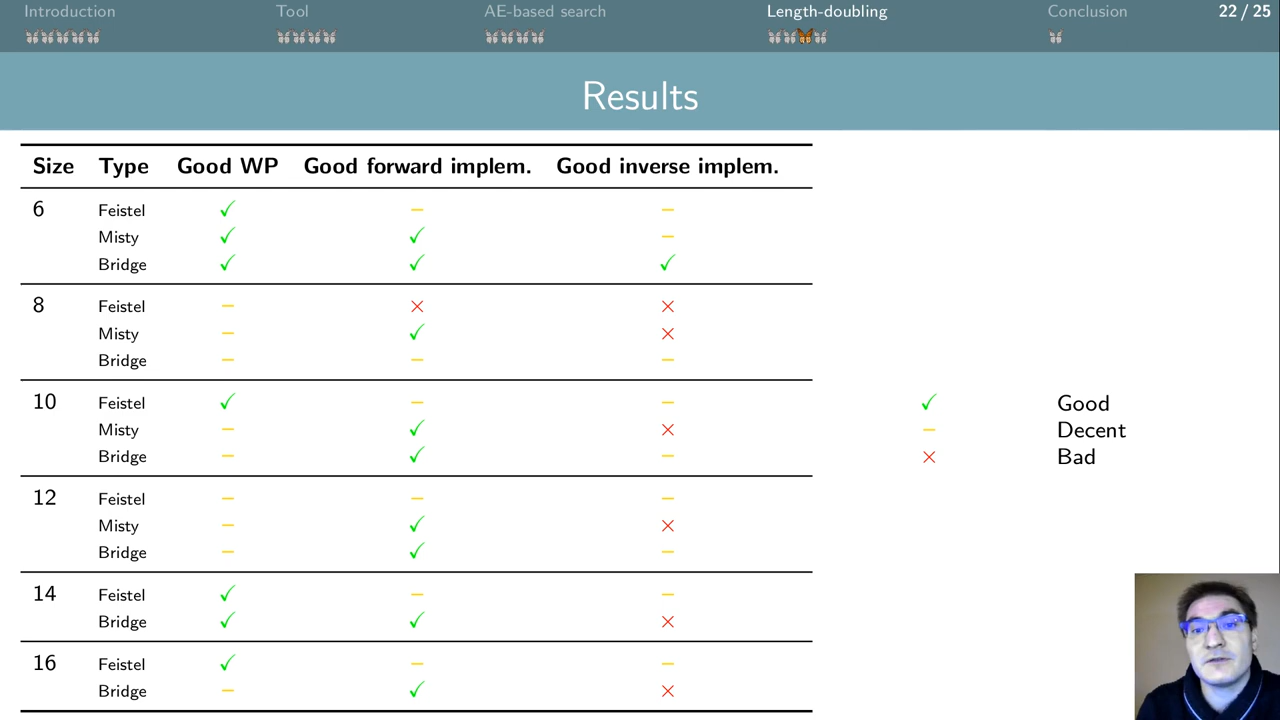 Introduction Tool AE-based search Length-doubling Conclusion 22 / 25
Results
Size Type Good WP Good forward implem. Good inverse implem.
6 Feistel ✓ – –
Misty ✓ ✓ –
Bridge ✓ ✓ ✓
8 Feistel – × ×
Misty – ✓ ×
Bridge – – –
10 Feistel ✓ – –
Misty – ✓ ×
Bridge – ✓ –
12 Feistel – – –
Misty – ✓ ×
Bridge – ✓ –
14 Feistel ✓ – –
Bridge ✓ ✓ ×
16 Feistel ✓ – –
Bridge – ✓ ×
✓ Good
– Decent
× Bad